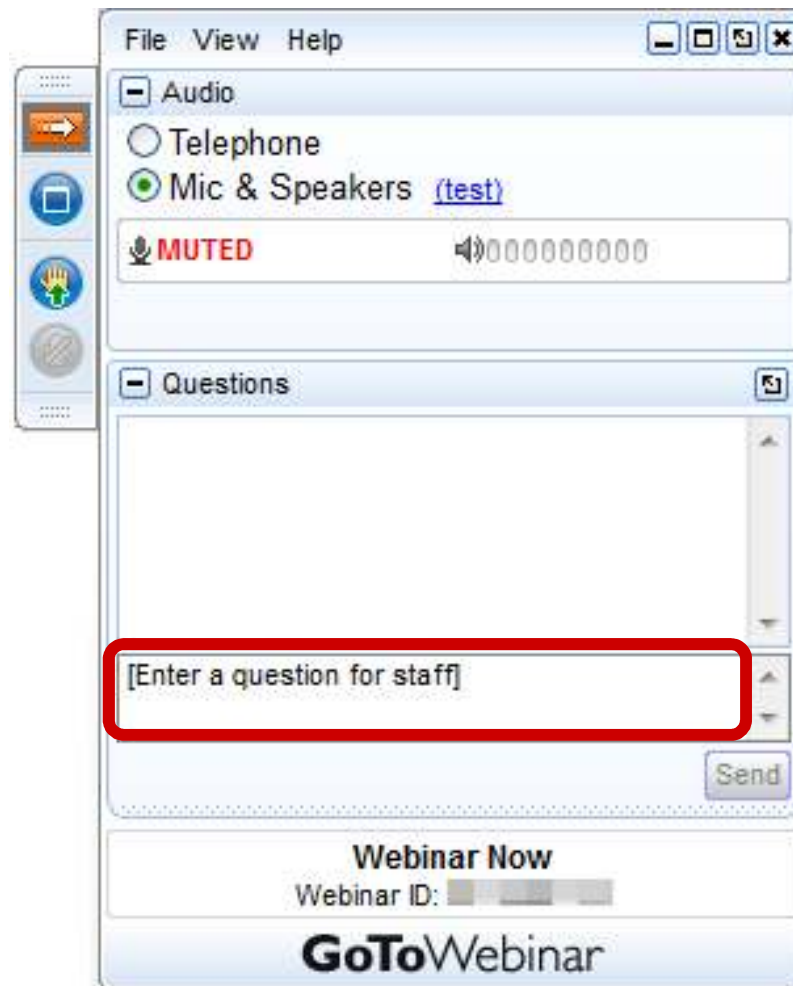 File View Help
Audio
Telephone
Mic & Speakers (test)
MUTED 000000000
Questions
[Enter a question for staff]
Send
Webinar Now
Webinar ID:
GoToWebinar